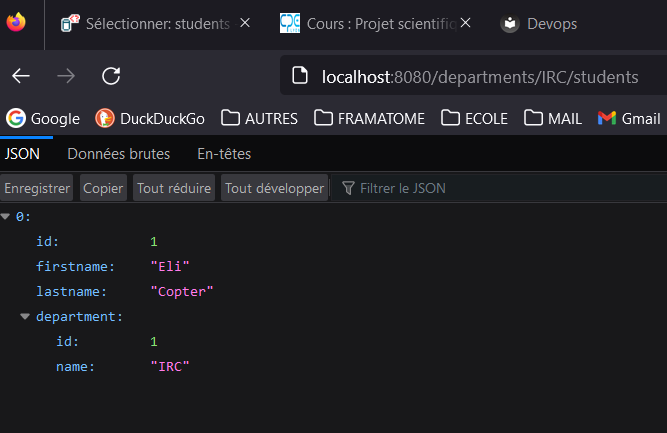 Sélectionner: students
Cours : Projet scientifiq
Devops
localhost:8080/departments/IRC/students
Google DuckDuckGo AUTRES FRAMATOME ECOLE MAIL Gmail
JSON Données brutes En-têtes
Enregistrer Copier Tout réduire Tout développer Filtrer le JSON
0:
id: 1
firstname: "Eli"
lastname: "Copter"
department:
id: 1
name: "IRC"